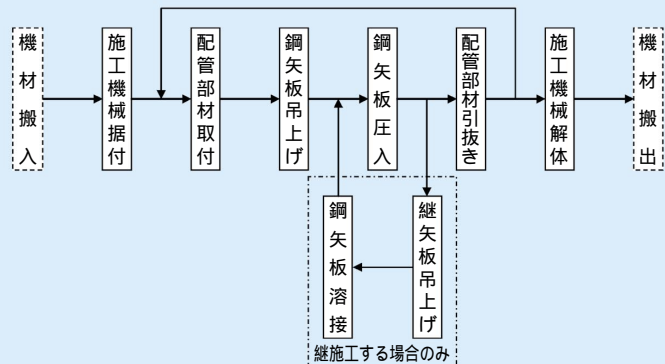 機材搬入
施工機械据付
配管部材取付
鋼矢板吊上げ
鋼矢板圧入
配管部材引抜き
施工機械解体
機材搬出
鋼矢板溶接
継矢板吊上げ
継施工する場合のみ